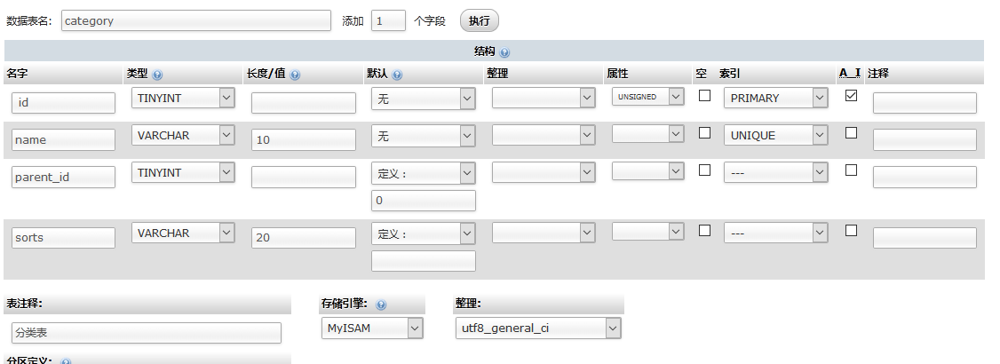 数据表名: category 添加 1 个字段 执行
结构
名字 类型 长度/值 默认 整理 属性 空 索引 A_I 注释
id TINYINT 无 UNSIGNED PRIMARY
name VARCHAR 10 无 UNIQUE
parent_id TINYINT 定义: ---
0
sorts VARCHAR 20 定义: ---
表注释: 存储引擎: 整理:
分类表 MyISAM utf8_general_ci
分区定义: